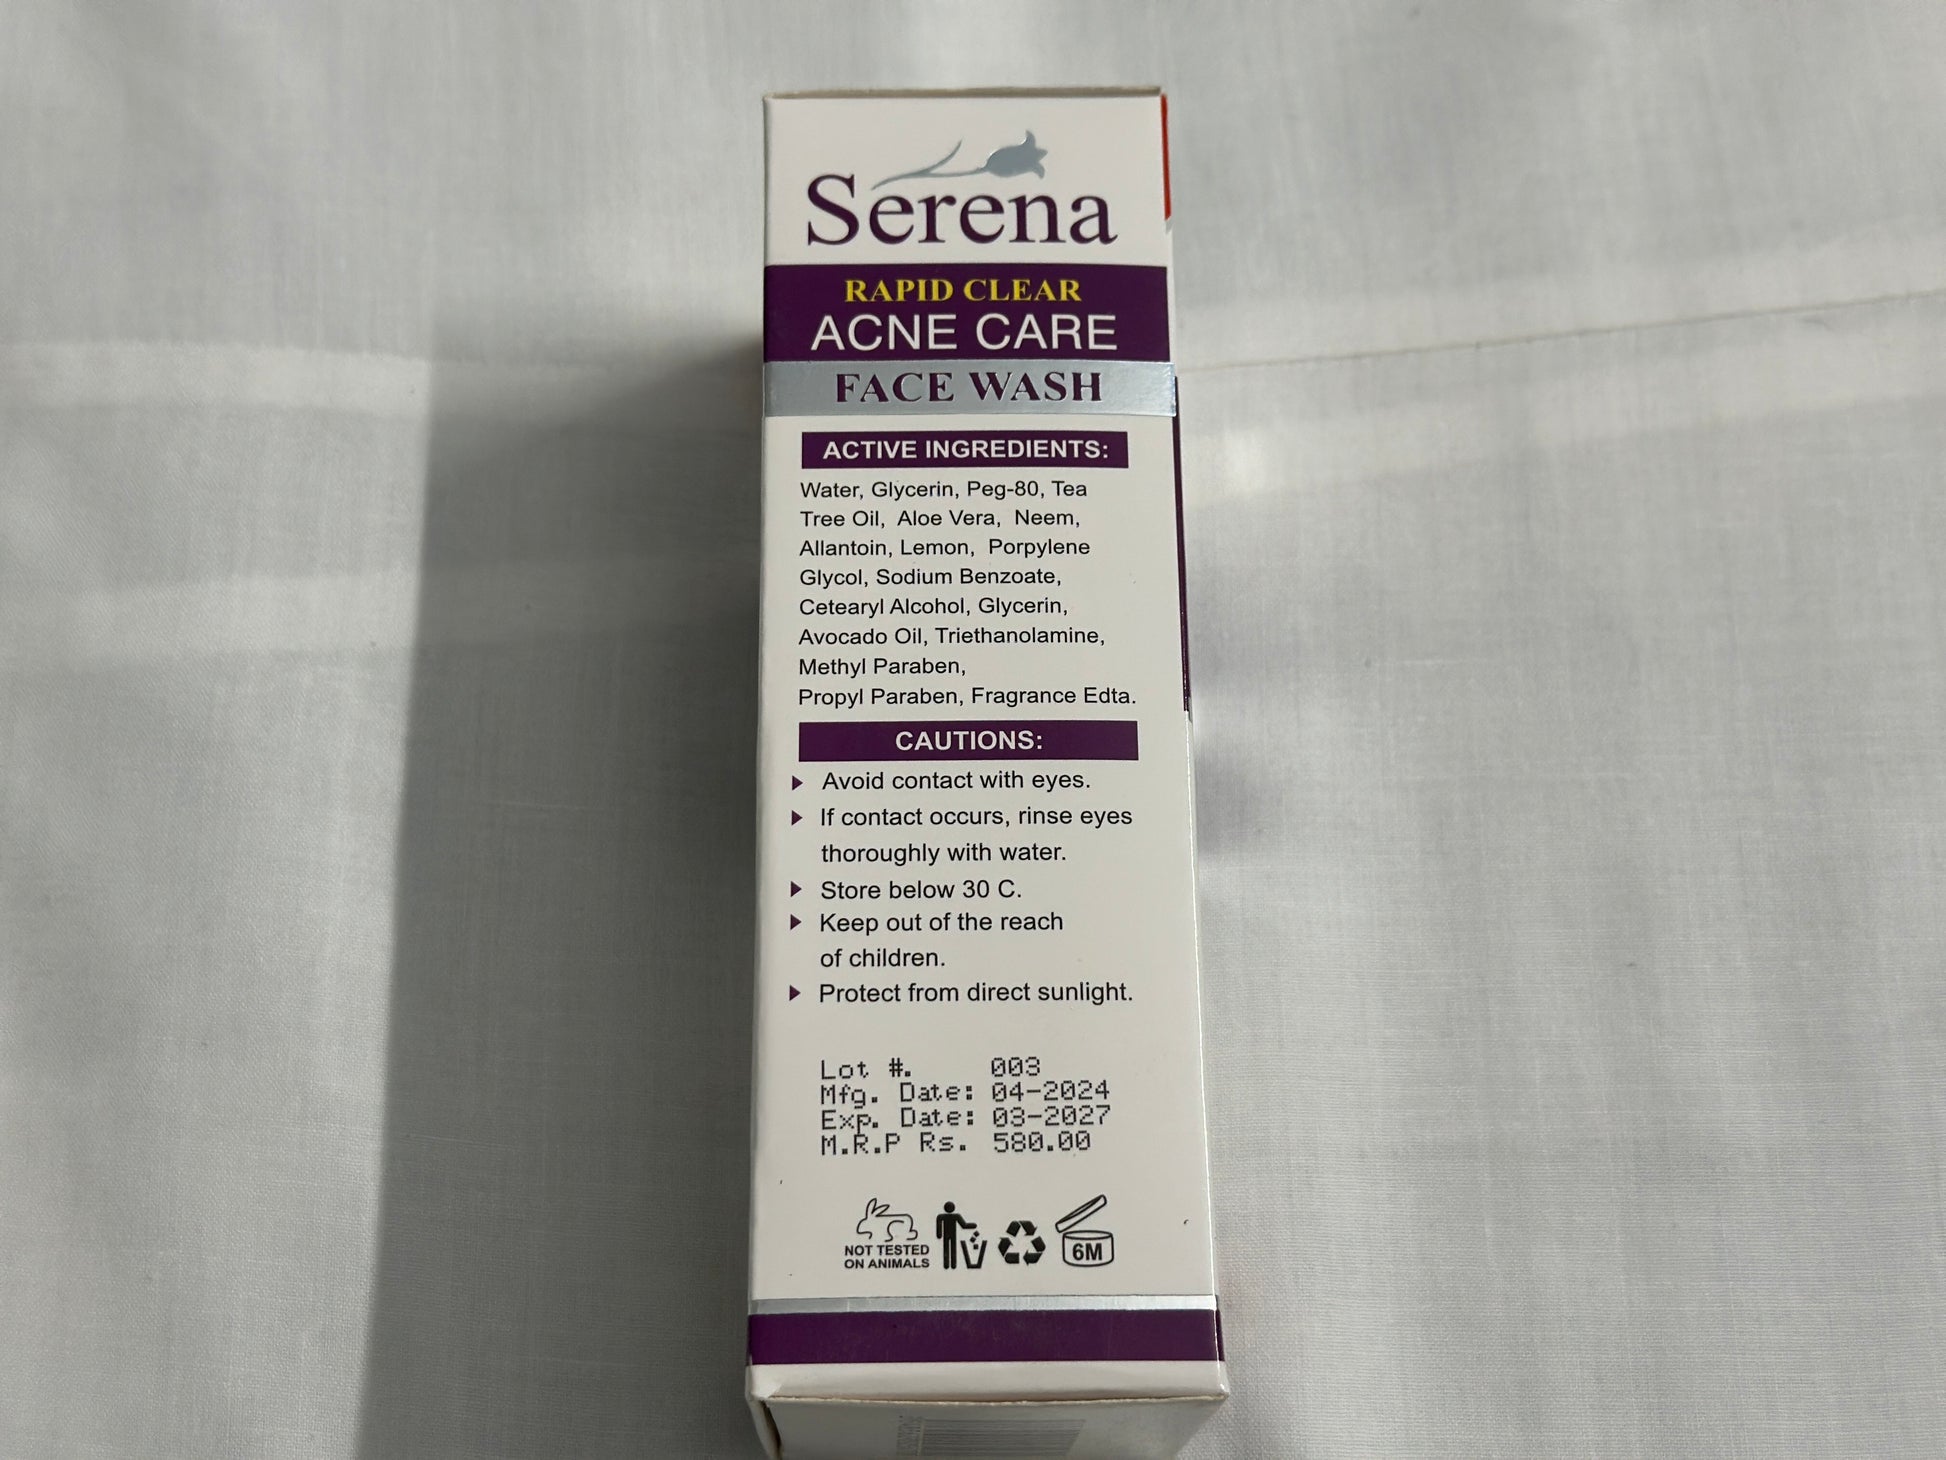 Serena
RAPID CLEAR
ACNE CARE
FACE WASH
ACTIVE INGREDIENTS:
Water, Glycerin, Peg-80, Tea
Tree Oil, Aloe Vera, Neem,
Allantoin, Lemon, Porpylene
Glycol, Sodium Benzoate,
Cetearyl Alcohol, Glycerin,
Avocado Oil, Triethanolamine,
Methyl Paraben,
Propyl Paraben, Fragrance Edta.
CAUTIONS:
Avoid contact with eyes.
If contact occurs, rinse eyes
thoroughly with water.
Store below 30 C.
Keep out of the reach
of children.
Protect from direct sunlight.
Lot #. 003
Mfg. Date: 04-2024
Exp. Date: 03-2027
M.R.P Rs. 580.00
NOT TESTED
ON ANIMALS
6M